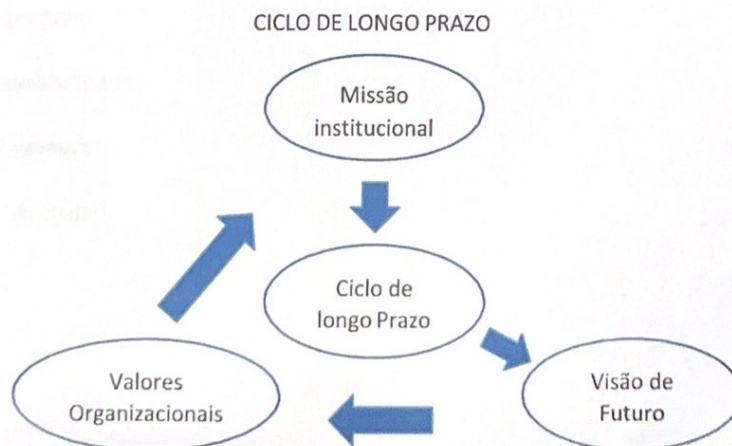 CICLO DE LONGO PRAZO
Missão
institucional
Ciclo de
longo Prazo
Valores
Organizacionais
Visão de
Futuro